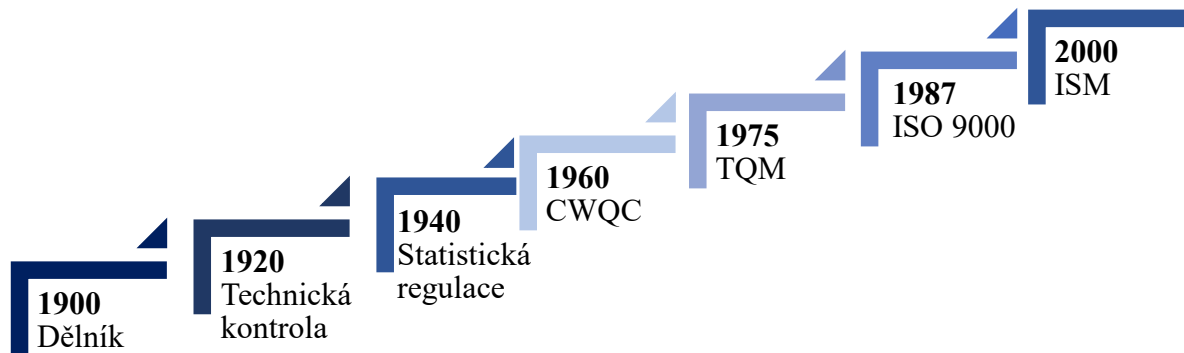 1900
Dělník
1920
Technická
kontrola
1940
Statistická
regulace
1960
CWQC
1975
TQM
1987
ISO 9000
2000
ISM